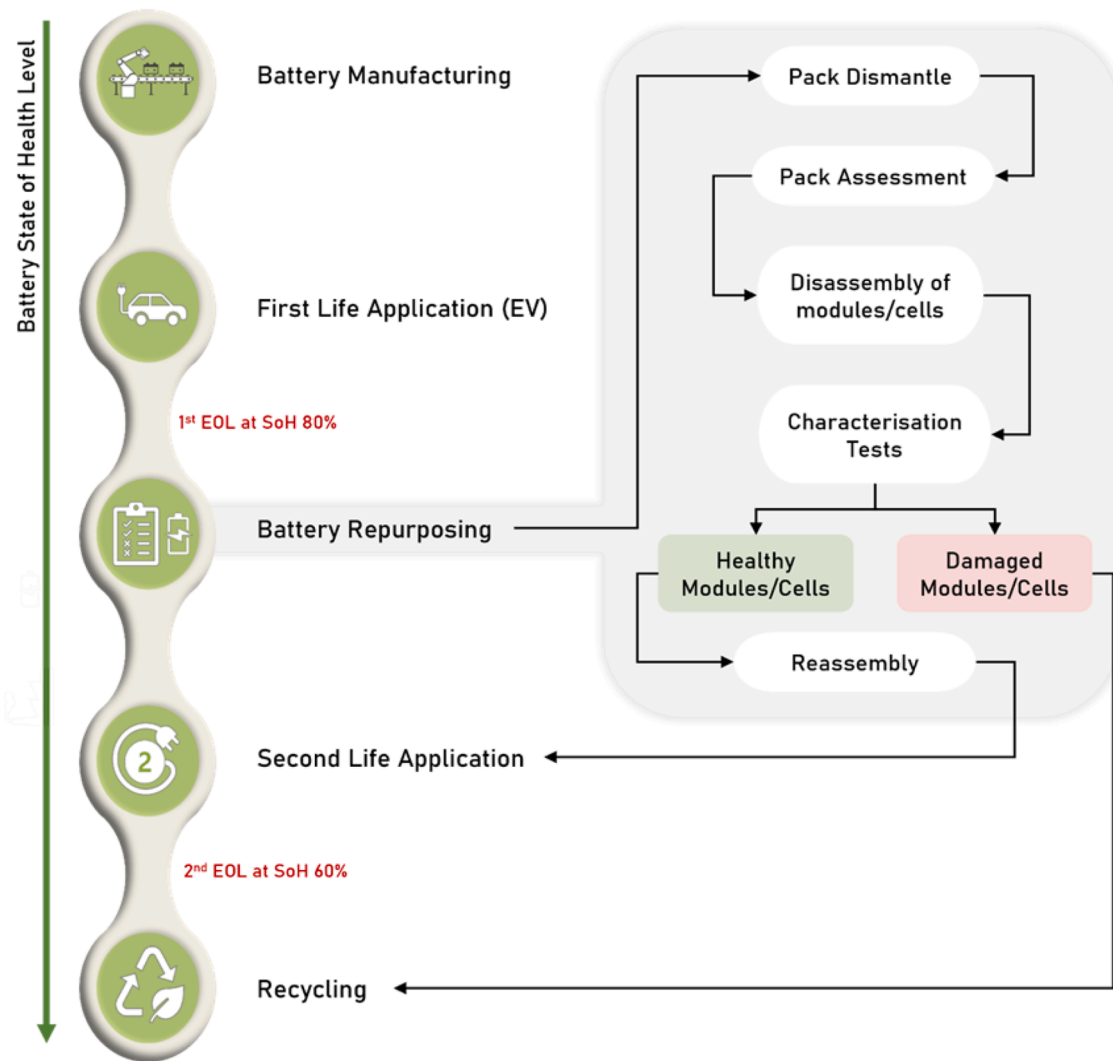 Battery State of Health Level
Battery Manufacturing
First Life Application (EV)
1st EOL at SoH 80%
Battery Repurposing
2
Second Life Application
2nd EOL at SoH 60%
Recycling
Pack Dismantle
Pack Assessment
Disassembly of
modules/cells
Characterisation
Tests
Healthy
Modules/Cells
Damaged
Modules/Cells
Reassembly